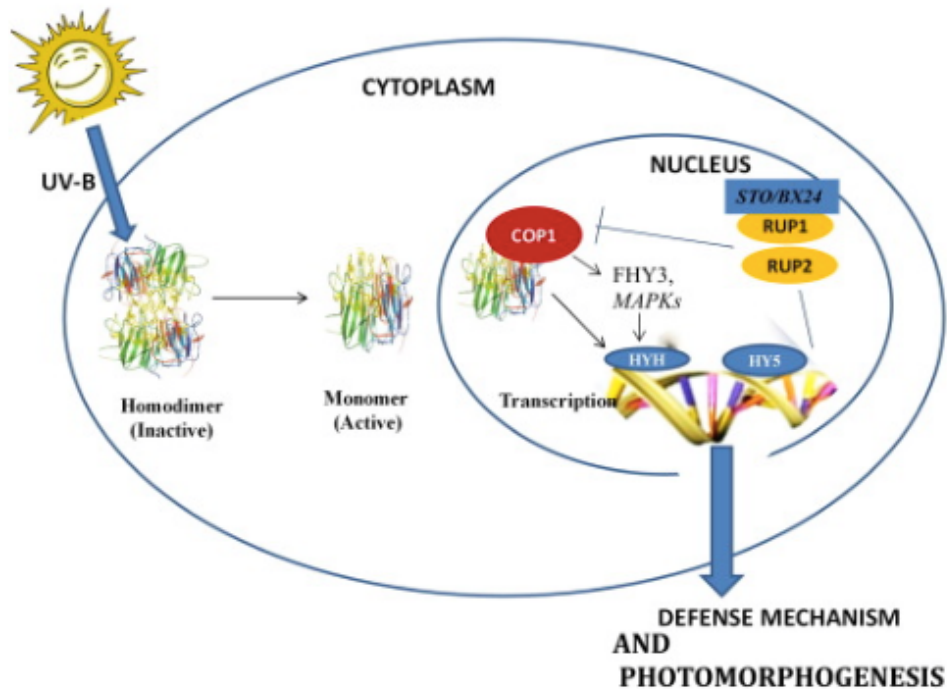 CYTOPLASM
UV-B
NUCLEUS
STO/BX24
RUP1
RUP2
COP1
FHY3,
MAPKs
HYH
HY5
Transcription
Homodimer
(Inactive)
Monomer
(Active)
DEFENSE MECHANISM
AND
PHOTOMORPHOGENESIS